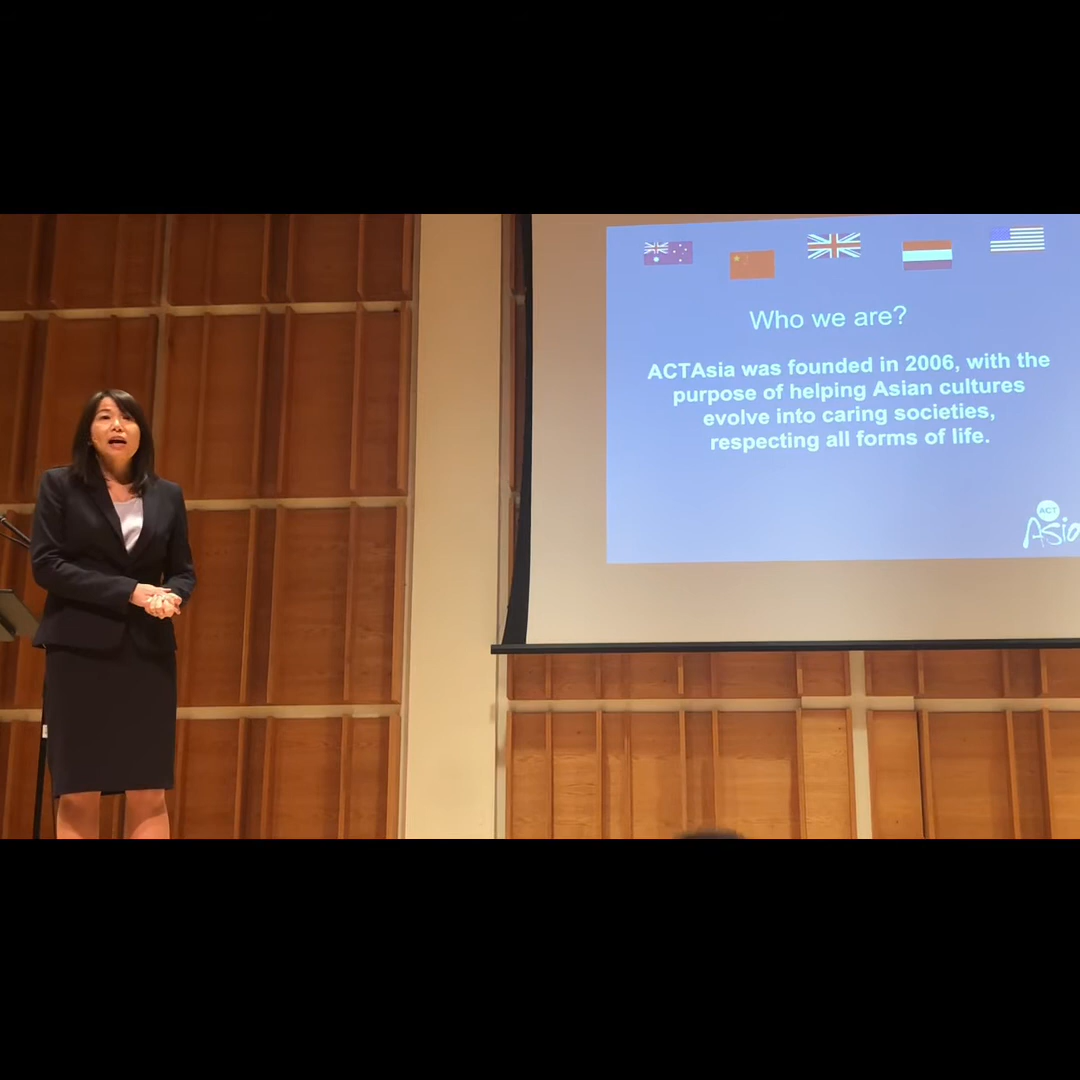 Who we are?
ACTAsia was founded in 2006, with the
purpose of helping Asian cultures
evolve into caring societies,
respecting all forms of life.
ACT
Asia